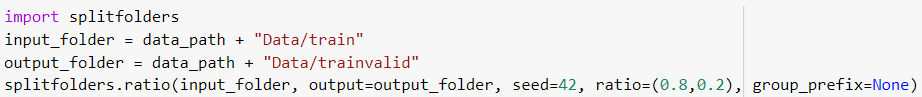 import splitfolders
input_folder = data_path + "Data/train"
output_folder = data_path + "Data/trainvalid"
splitfolders.ratio(input_folder, output=output_folder, seed=42, ratio=(0.8,0.2), group_prefix=None)